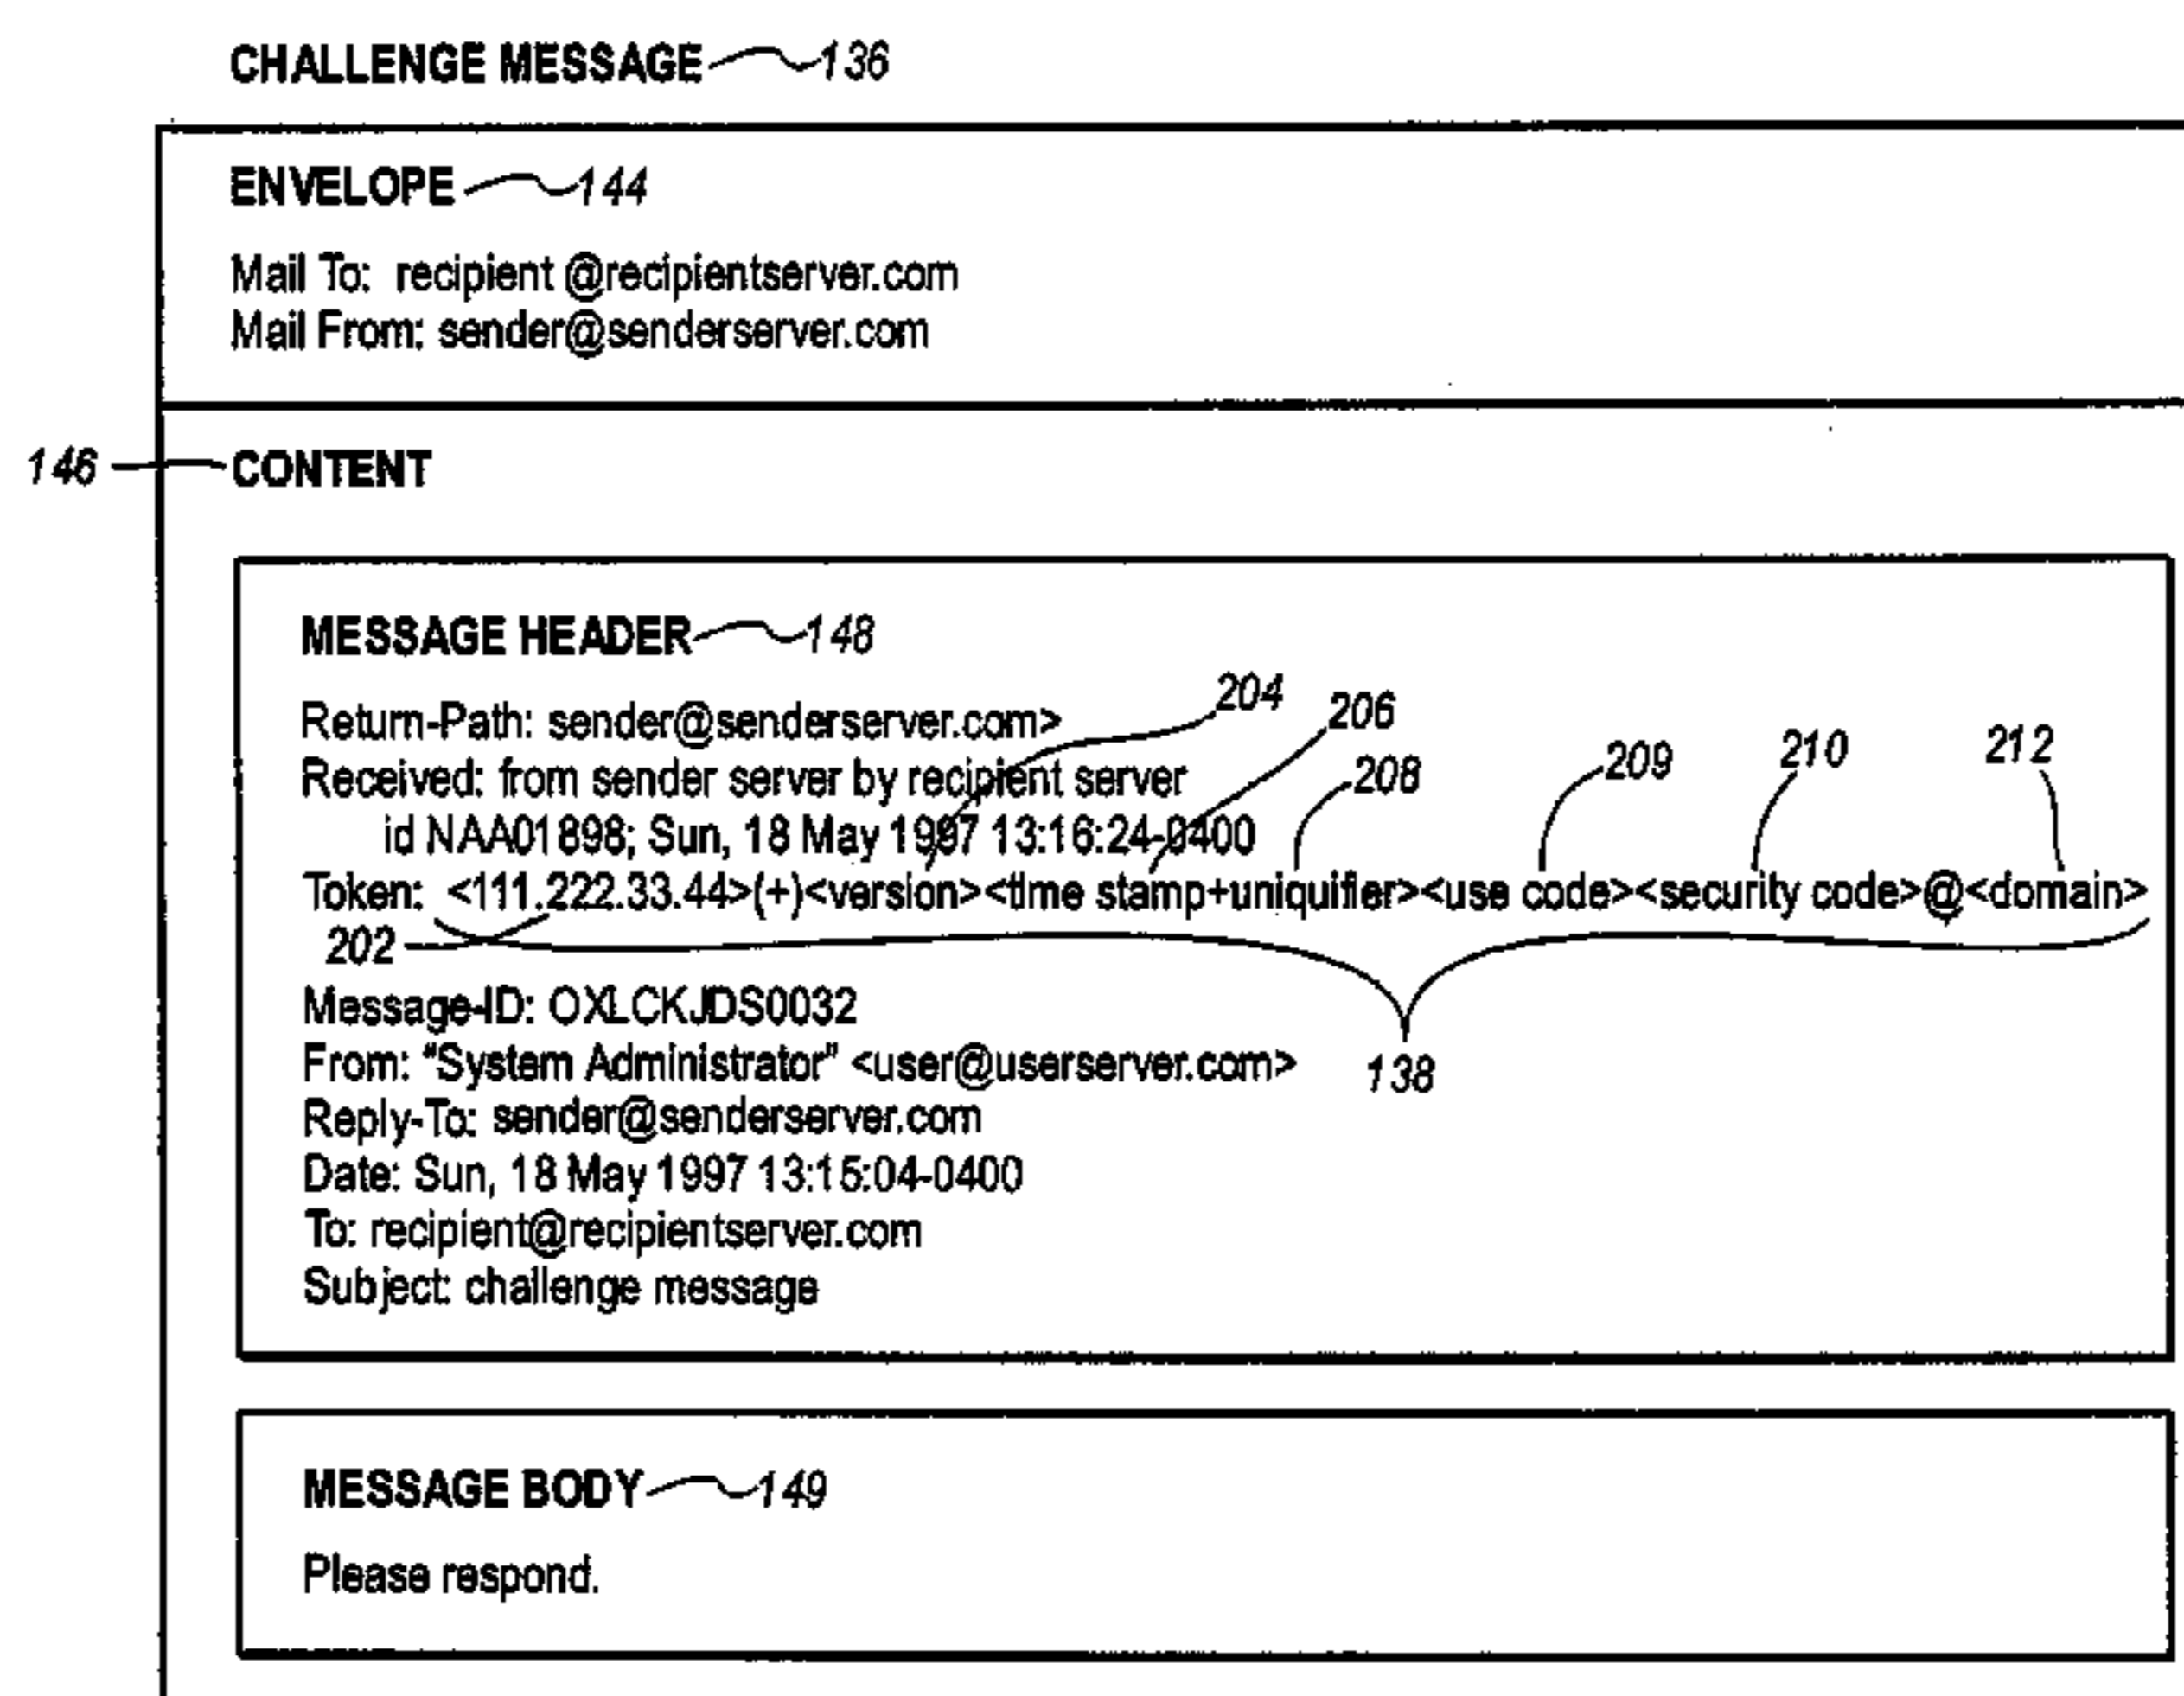 CHALLENGE MESSAGE 136
ENVELOPE 144
Mail To: recipient @recipientserver.com
Mail From: sender@senderserver.com
146 CONTENT
MESSAGE HEADER 148
204 206
Return-Path: sender@senderserver.com>
208 209 210 212
Received: from sender server by recipient server
id NAA01898; Sun, 18 May 1997 13:16:24-0400
Token: <111.222.33.44>(+)<version><time stamp+uniquifier><use code><security code>@<domain>
202
Message-ID: OXLCKJDS0032
From: "System Administrator" <user@userserver.com>
138
Reply-To: sender@senderserver.com
Date: Sun, 18 May 1997 13:15:04-0400
To: recipient@recipientserver.com
Subject: challenge message
MESSAGE BODY 149
Please respond.